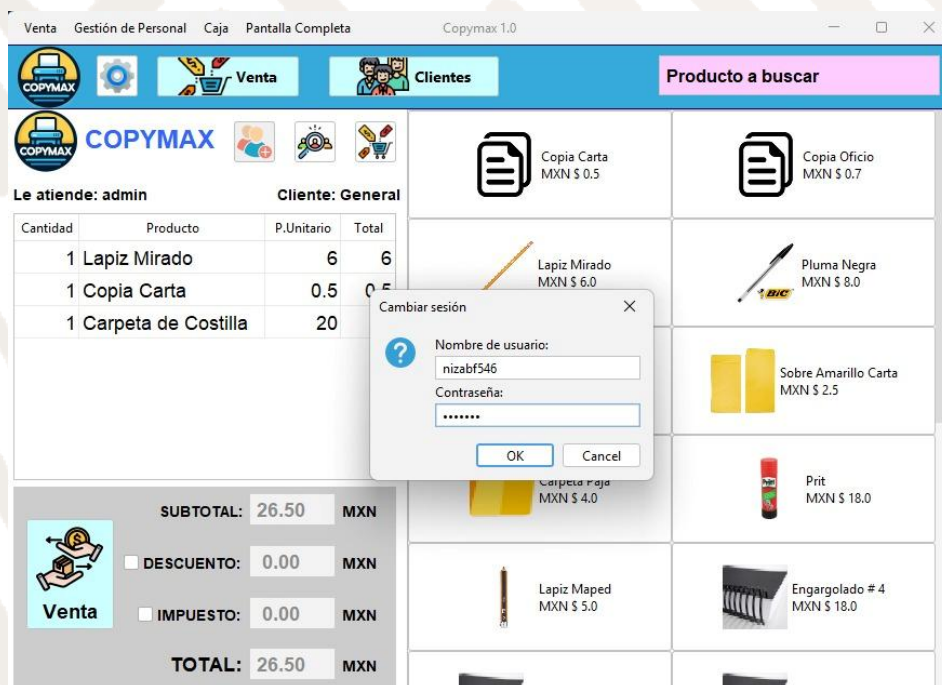 Venta Gestión de Personal Caja Pantalla Completa Copymax 1.0
COPYMAX
Venta
Clientes
Producto a buscar
COPYMAX
COPYMAX
Le atiende: admin Cliente: General
Cantidad Producto P.Unitario Total
1 Lapiz Mirado 6 6
1 Copia Carta 0.5 0.5
1 Carpeta de Costilla 20
SUBTOTAL: 26.50 MXN
DESCUENTO: 0.00 MXN
IMPUESTO: 0.00 MXN
TOTAL: 26.50 MXN
Venta
Copia Carta
MXN $ 0.5
Copia Oficio
MXN $ 0.7
Lapiz Mirado
MXN $ 6.0
Pluma Negra
MXN $ 8.0
BIC
Cambiar sesión
Nombre de usuario:
nizabf546
Contraseña:
•••••••
OK Cancel
Sobre Amarillo Carta
MXN $ 2.5
Carpeta Paja
MXN $ 4.0
Prit
MXN $ 18.0
Lapiz Maped
MXN $ 5.0
Engargolado # 4
MXN $ 18.0